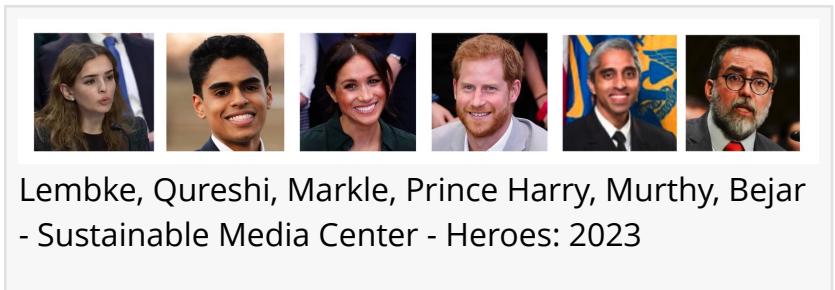 Lembke, Qureshi, Markle, Prince Harry, Murthy, Bejar
- Sustainable Media Center - Heroes: 2023